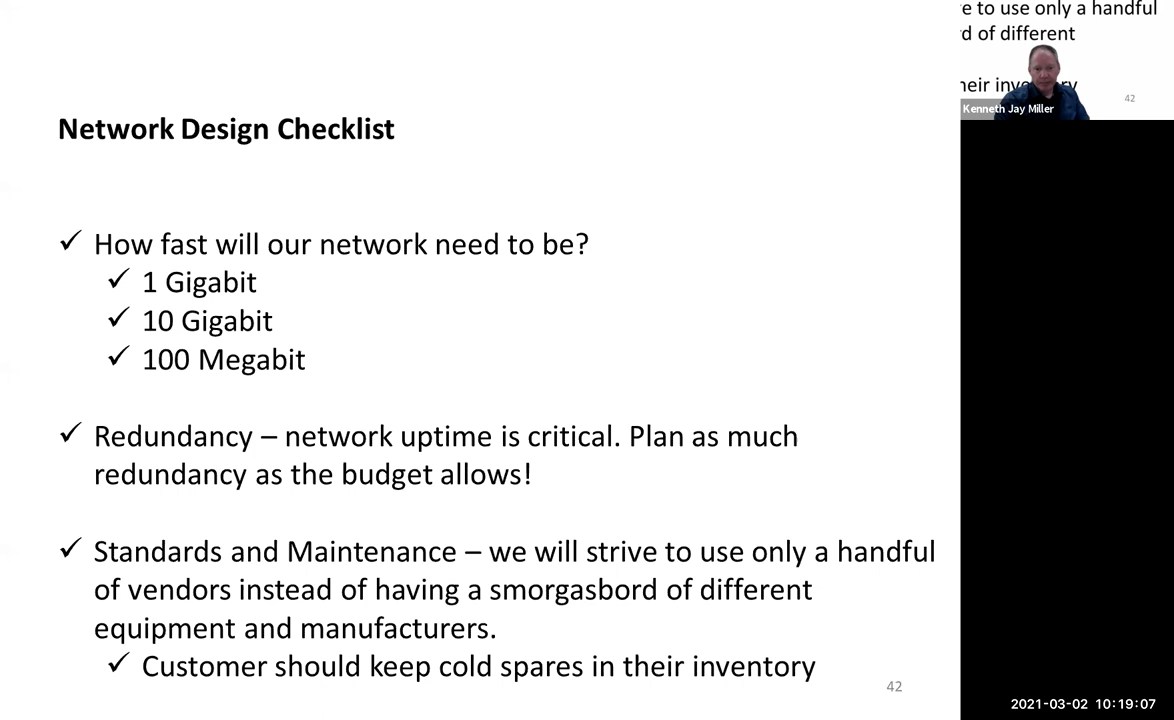 Network Design Checklist
✓ How fast will our network need to be?
✓ 1 Gigabit
✓ 10 Gigabit
✓ 100 Megabit
✓ Redundancy – network uptime is critical. Plan as much
redundancy as the budget allows!
✓ Standards and Maintenance – we will strive to use only a handful
of vendors instead of having a smorgasbord of different
equipment and manufacturers.
✓ Customer should keep cold spares in their inventory
42
e to use only a handful
d of different
42
Kenneth Jay Miller
2021-03-02 10:19:07